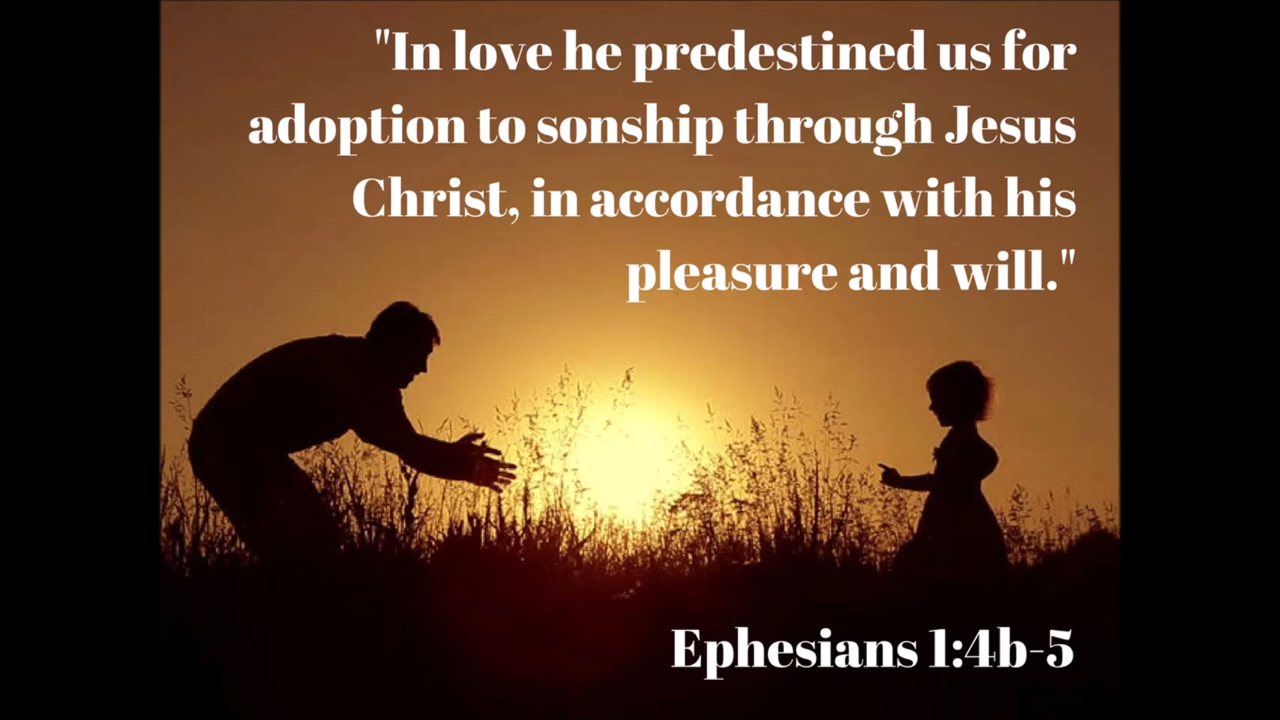 "In love he predestined us for
adoption to sonship through Jesus
Christ, in accordance with his
pleasure and will."
Ephesians 1:4b-5